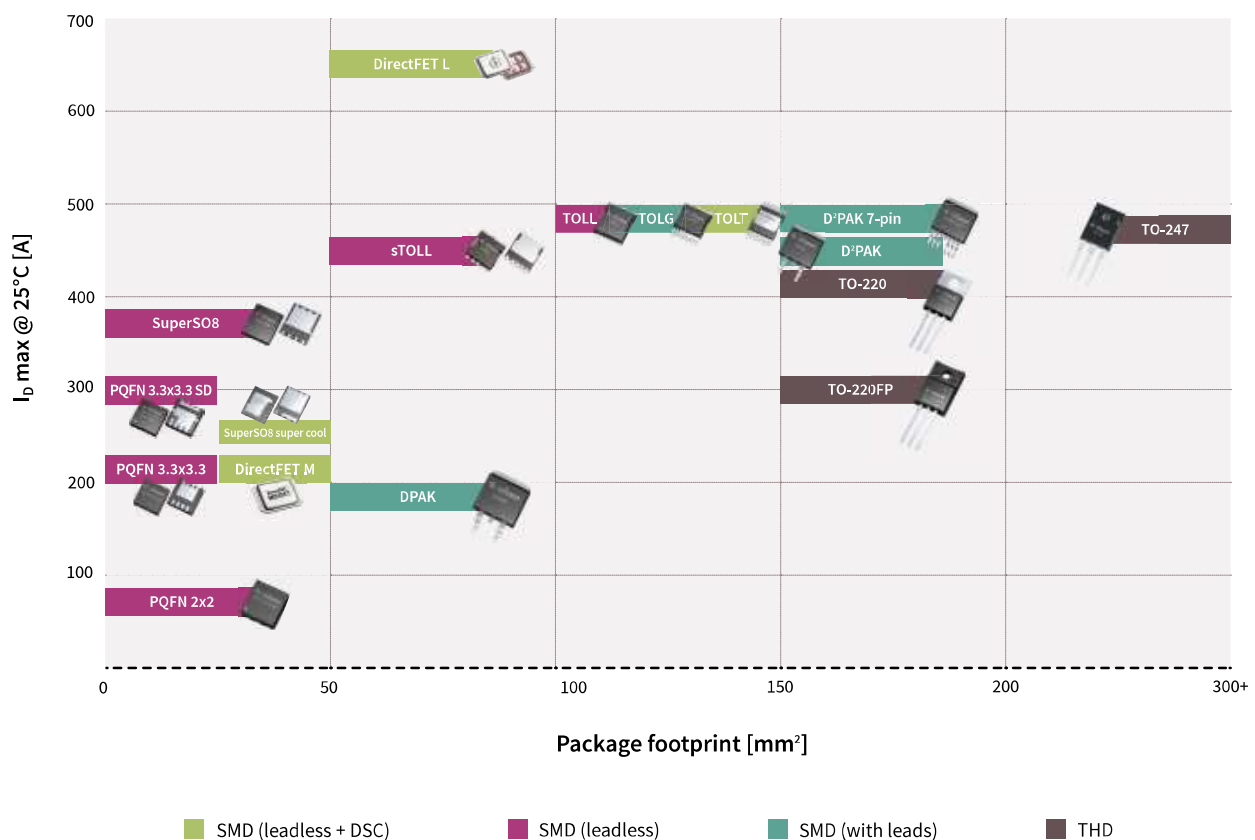 700
DirectFET L
600
500
TOLL
TOLG
TOLT
D²PAK 7-pin
TO-247
sTOLL
D²PAK
TO-220
400
SuperSO8
300
PQFN 3.3x3.3 SD
TO-220FP
SuperSO8 super cool
PQFN 3.3x3.3
DirectFET M
200
DPAK
100
PQFN 2x2
I_D max @ 25°C [A]
0
50
100
150
200
300+
Package footprint [mm²]
SMD (leadless + DSC)
SMD (leadless)
SMD (with leads)
THD